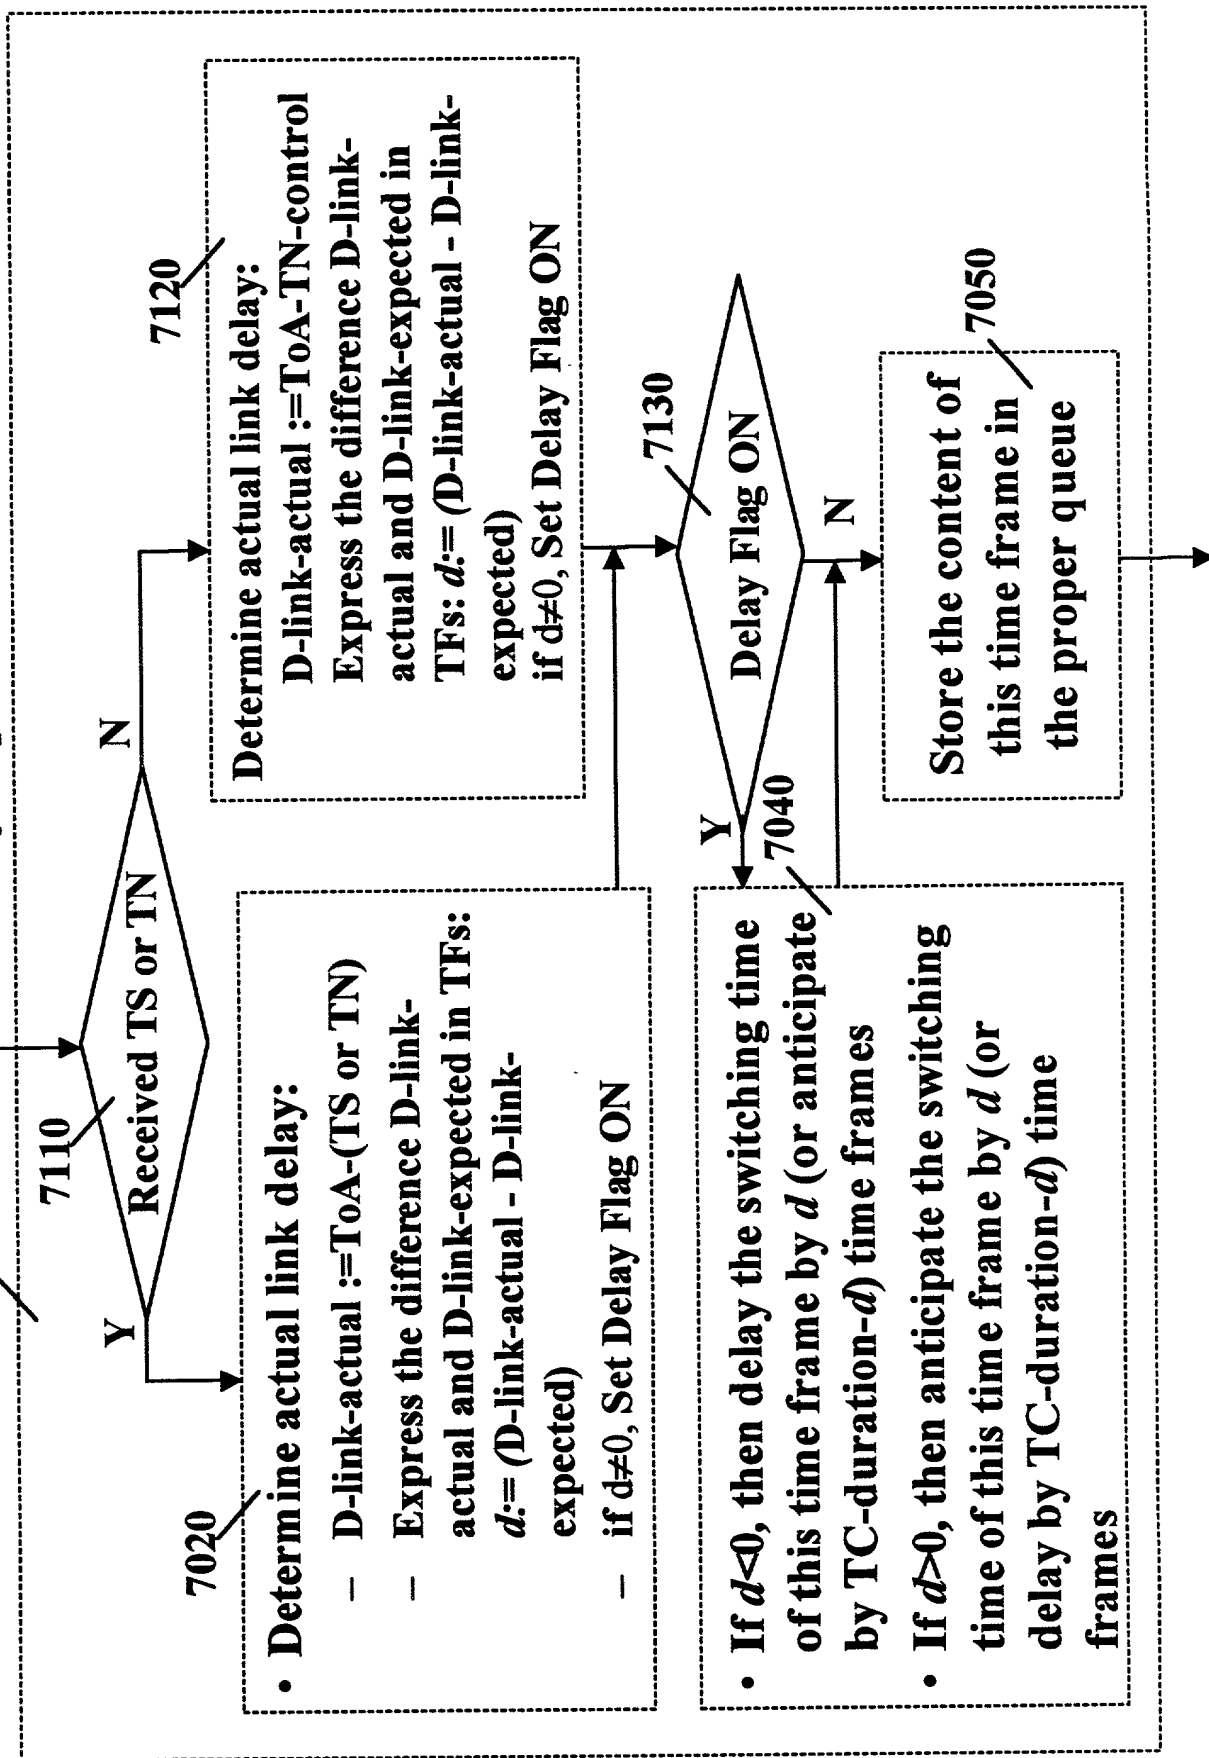 7110
Received TS or TN
Y
N
7020
• Determine actual link delay:
– D-link-actual :=ToA-(TS or TN)
– Express the difference D-link-
actual and D-link-expected in TFs:
d:= (D-link-actual - D-link-
expected)
– if d≠0, Set Delay Flag ON
7120
Determine actual link delay:
D-link-actual :=ToA-TN-control
Express the difference D-link-
actual and D-link-expected in
TFs: d:= (D-link-actual - D-link-
expected)
if d≠0, Set Delay Flag ON
7130
Delay Flag ON
Y
N
7040
• If d<0, then delay the switching time
of this time frame by d (or anticipate
by TC-duration-d) time frames
• If d>0, then anticipate the switching
time of this time frame by d (or
delay by TC-duration-d) time
frames
7050
Store the content of
this time frame in
the proper queue